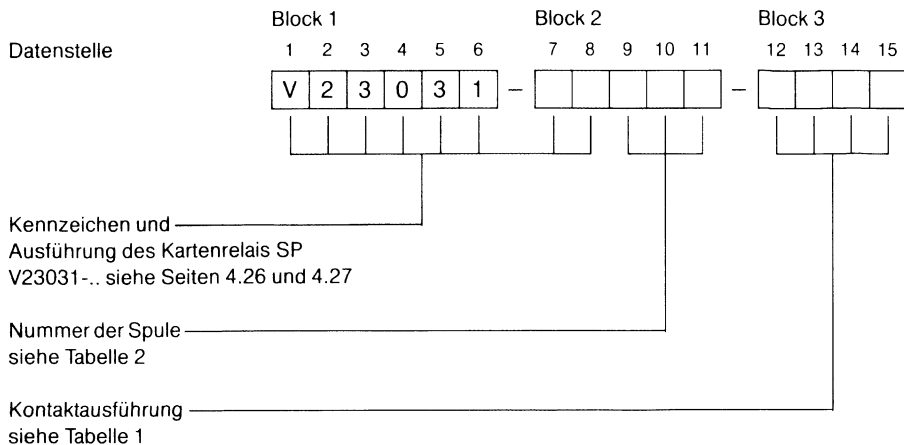 Block 1 Block 2 Block 3
Datenstelle 1 2 3 4 5 6 7 8 9 10 11 12 13 14 15
V 2 3 0 3 1 – –
Kennzeichen und
Ausführung des Kartenrelais SP
V23031-.. siehe Seiten 4.26 und 4.27
Nummer der Spule
siehe Tabelle 2
Kontaktausführung
siehe Tabelle 1